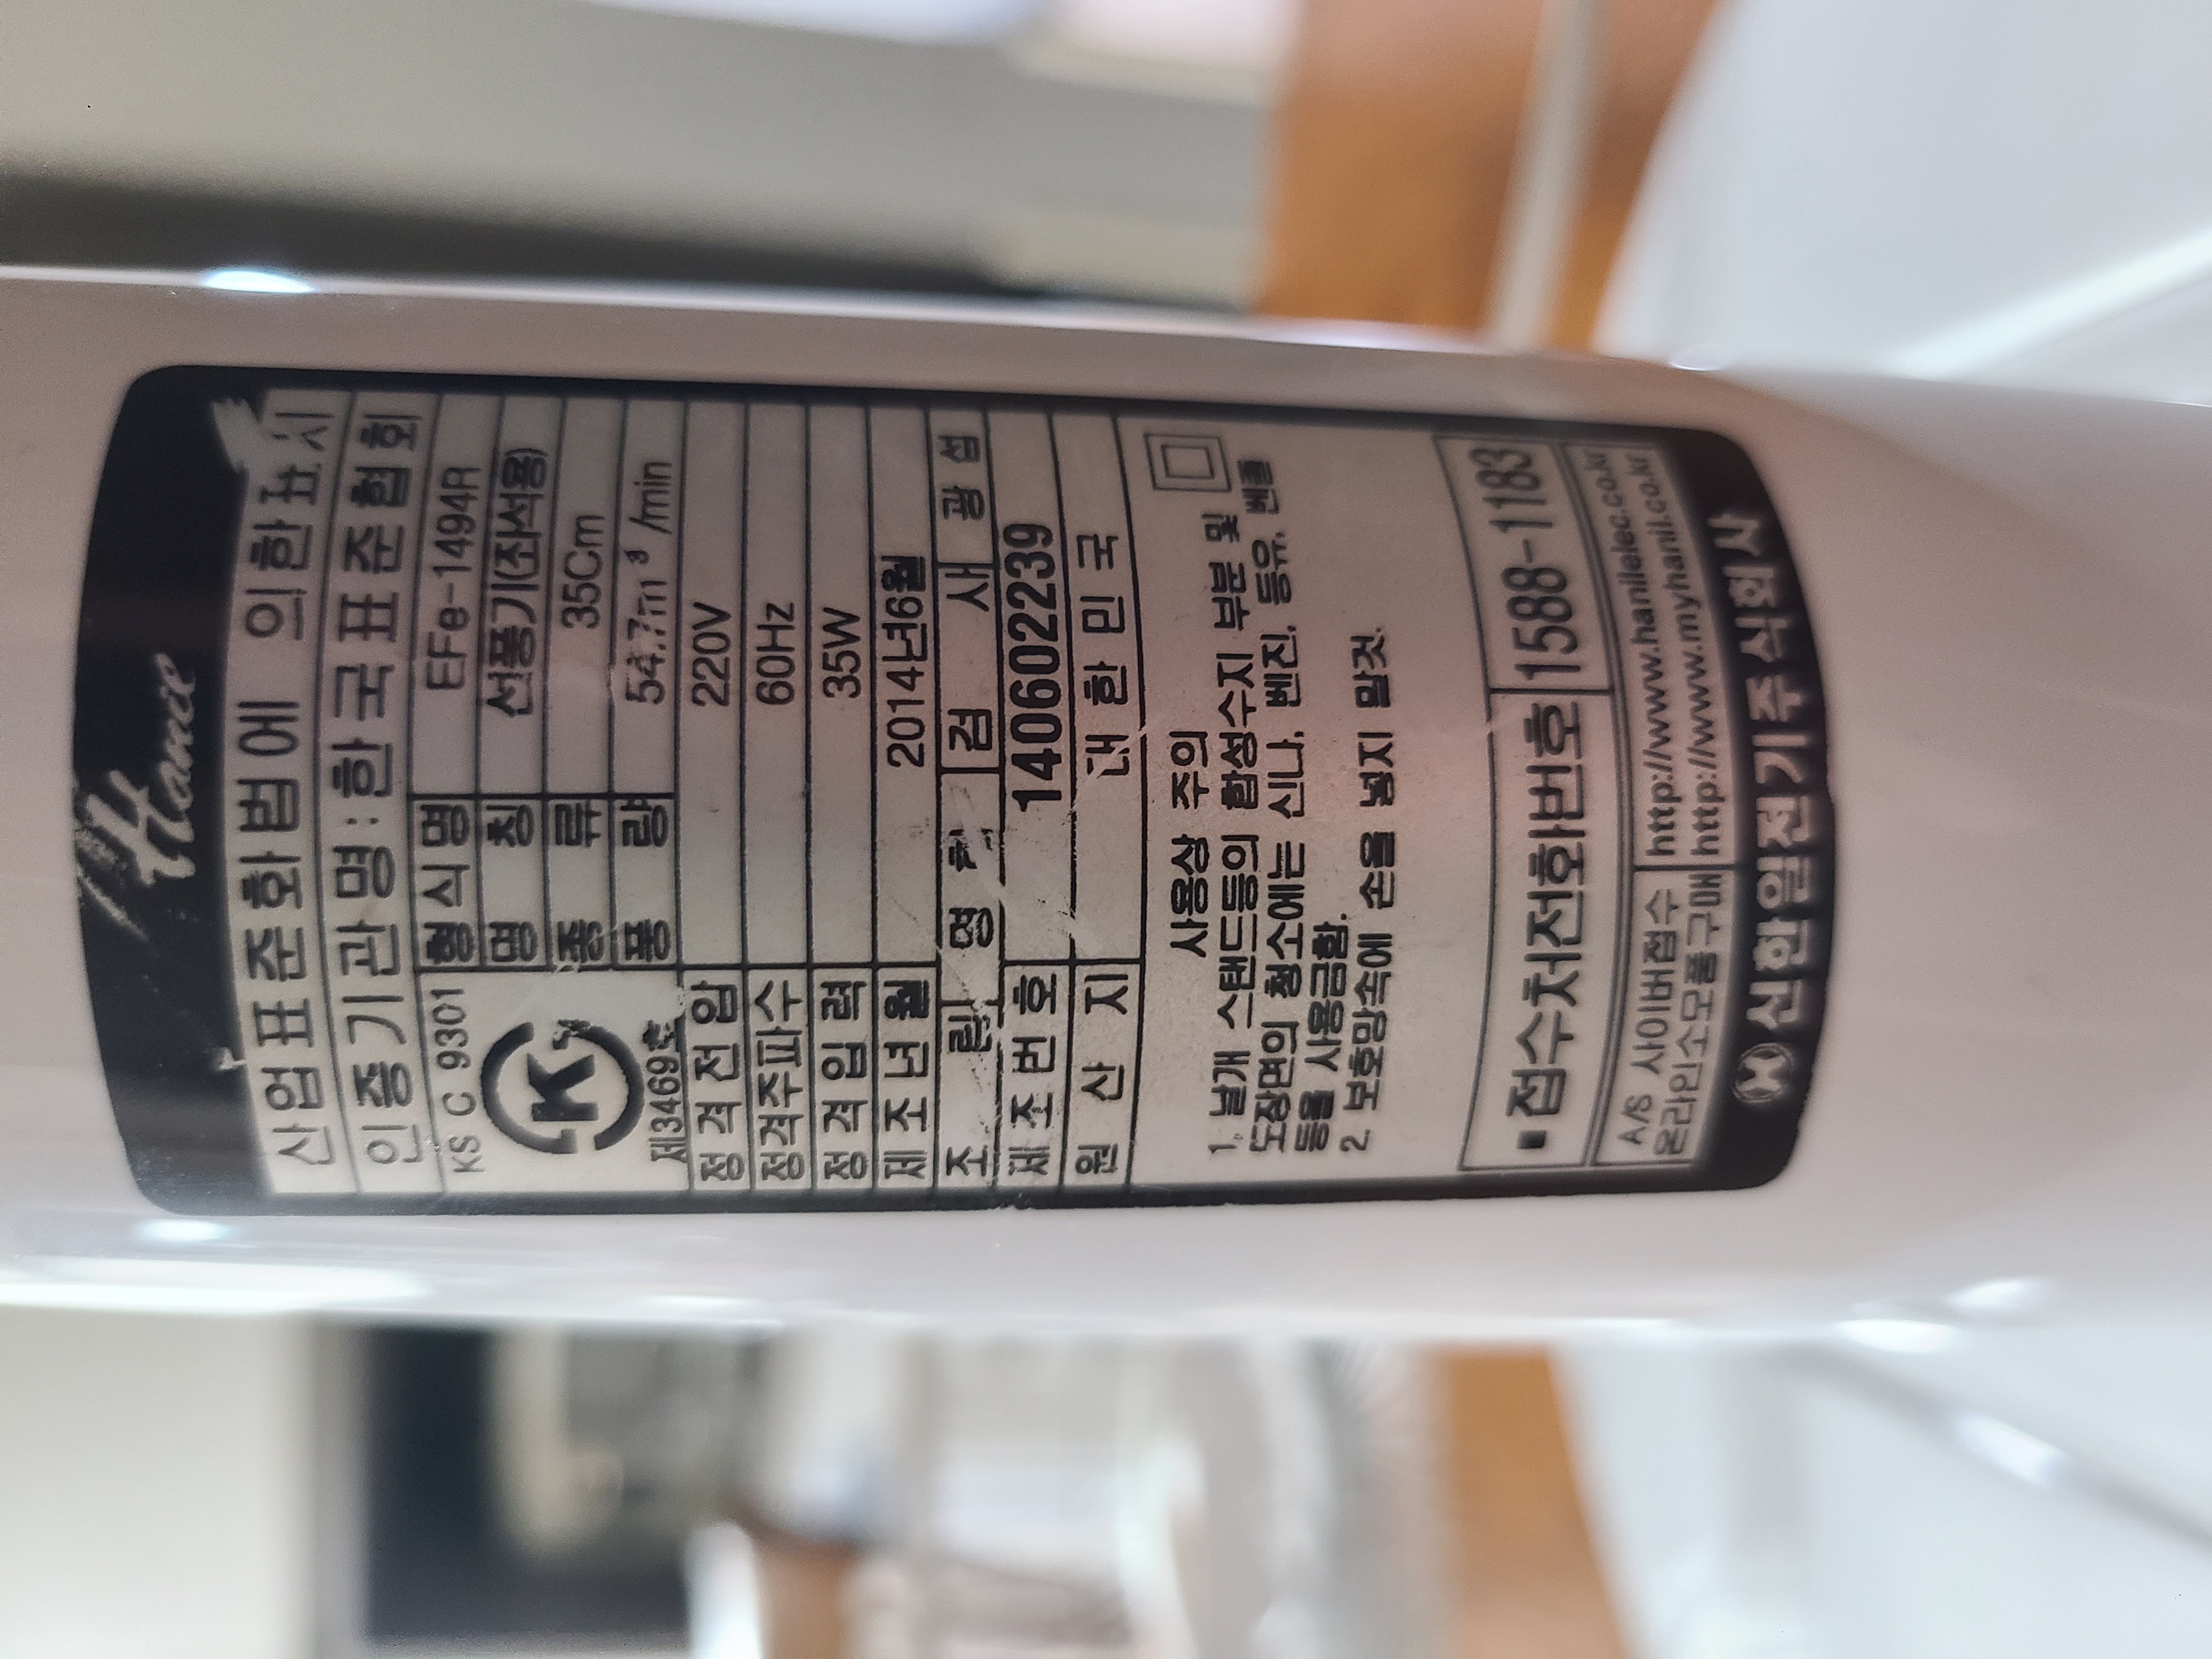 Hance
산업표준화법에 의한표시
인증기관명:한국표준협회
KS C 9301
제3469호
형식명 EFe-1494R
명칭 선풍기(좌석용)
종류 35Cm
풍량 54.7m³/min
정격전압 220V
정격주파수 60Hz
정격입력 35W
제조년월 2014년6월
조립 명 검사 광섭
제조번호 140602239
원산지 대한민국
사용상 주의
1. 날개 스탠드등의 합성수지 부분 및
도장면의 청소에는 신나, 벤진, 등유, 벤졸
등을 사용금함.
2. 보호망속에 손을 넣지 말것.
접수처전화번호 1588-1183
A/S 사이버접수 http://www.hanilelec.co.kr
온라인소모품구매 http://www.myhanil.co.kr
신한일전기주식회사